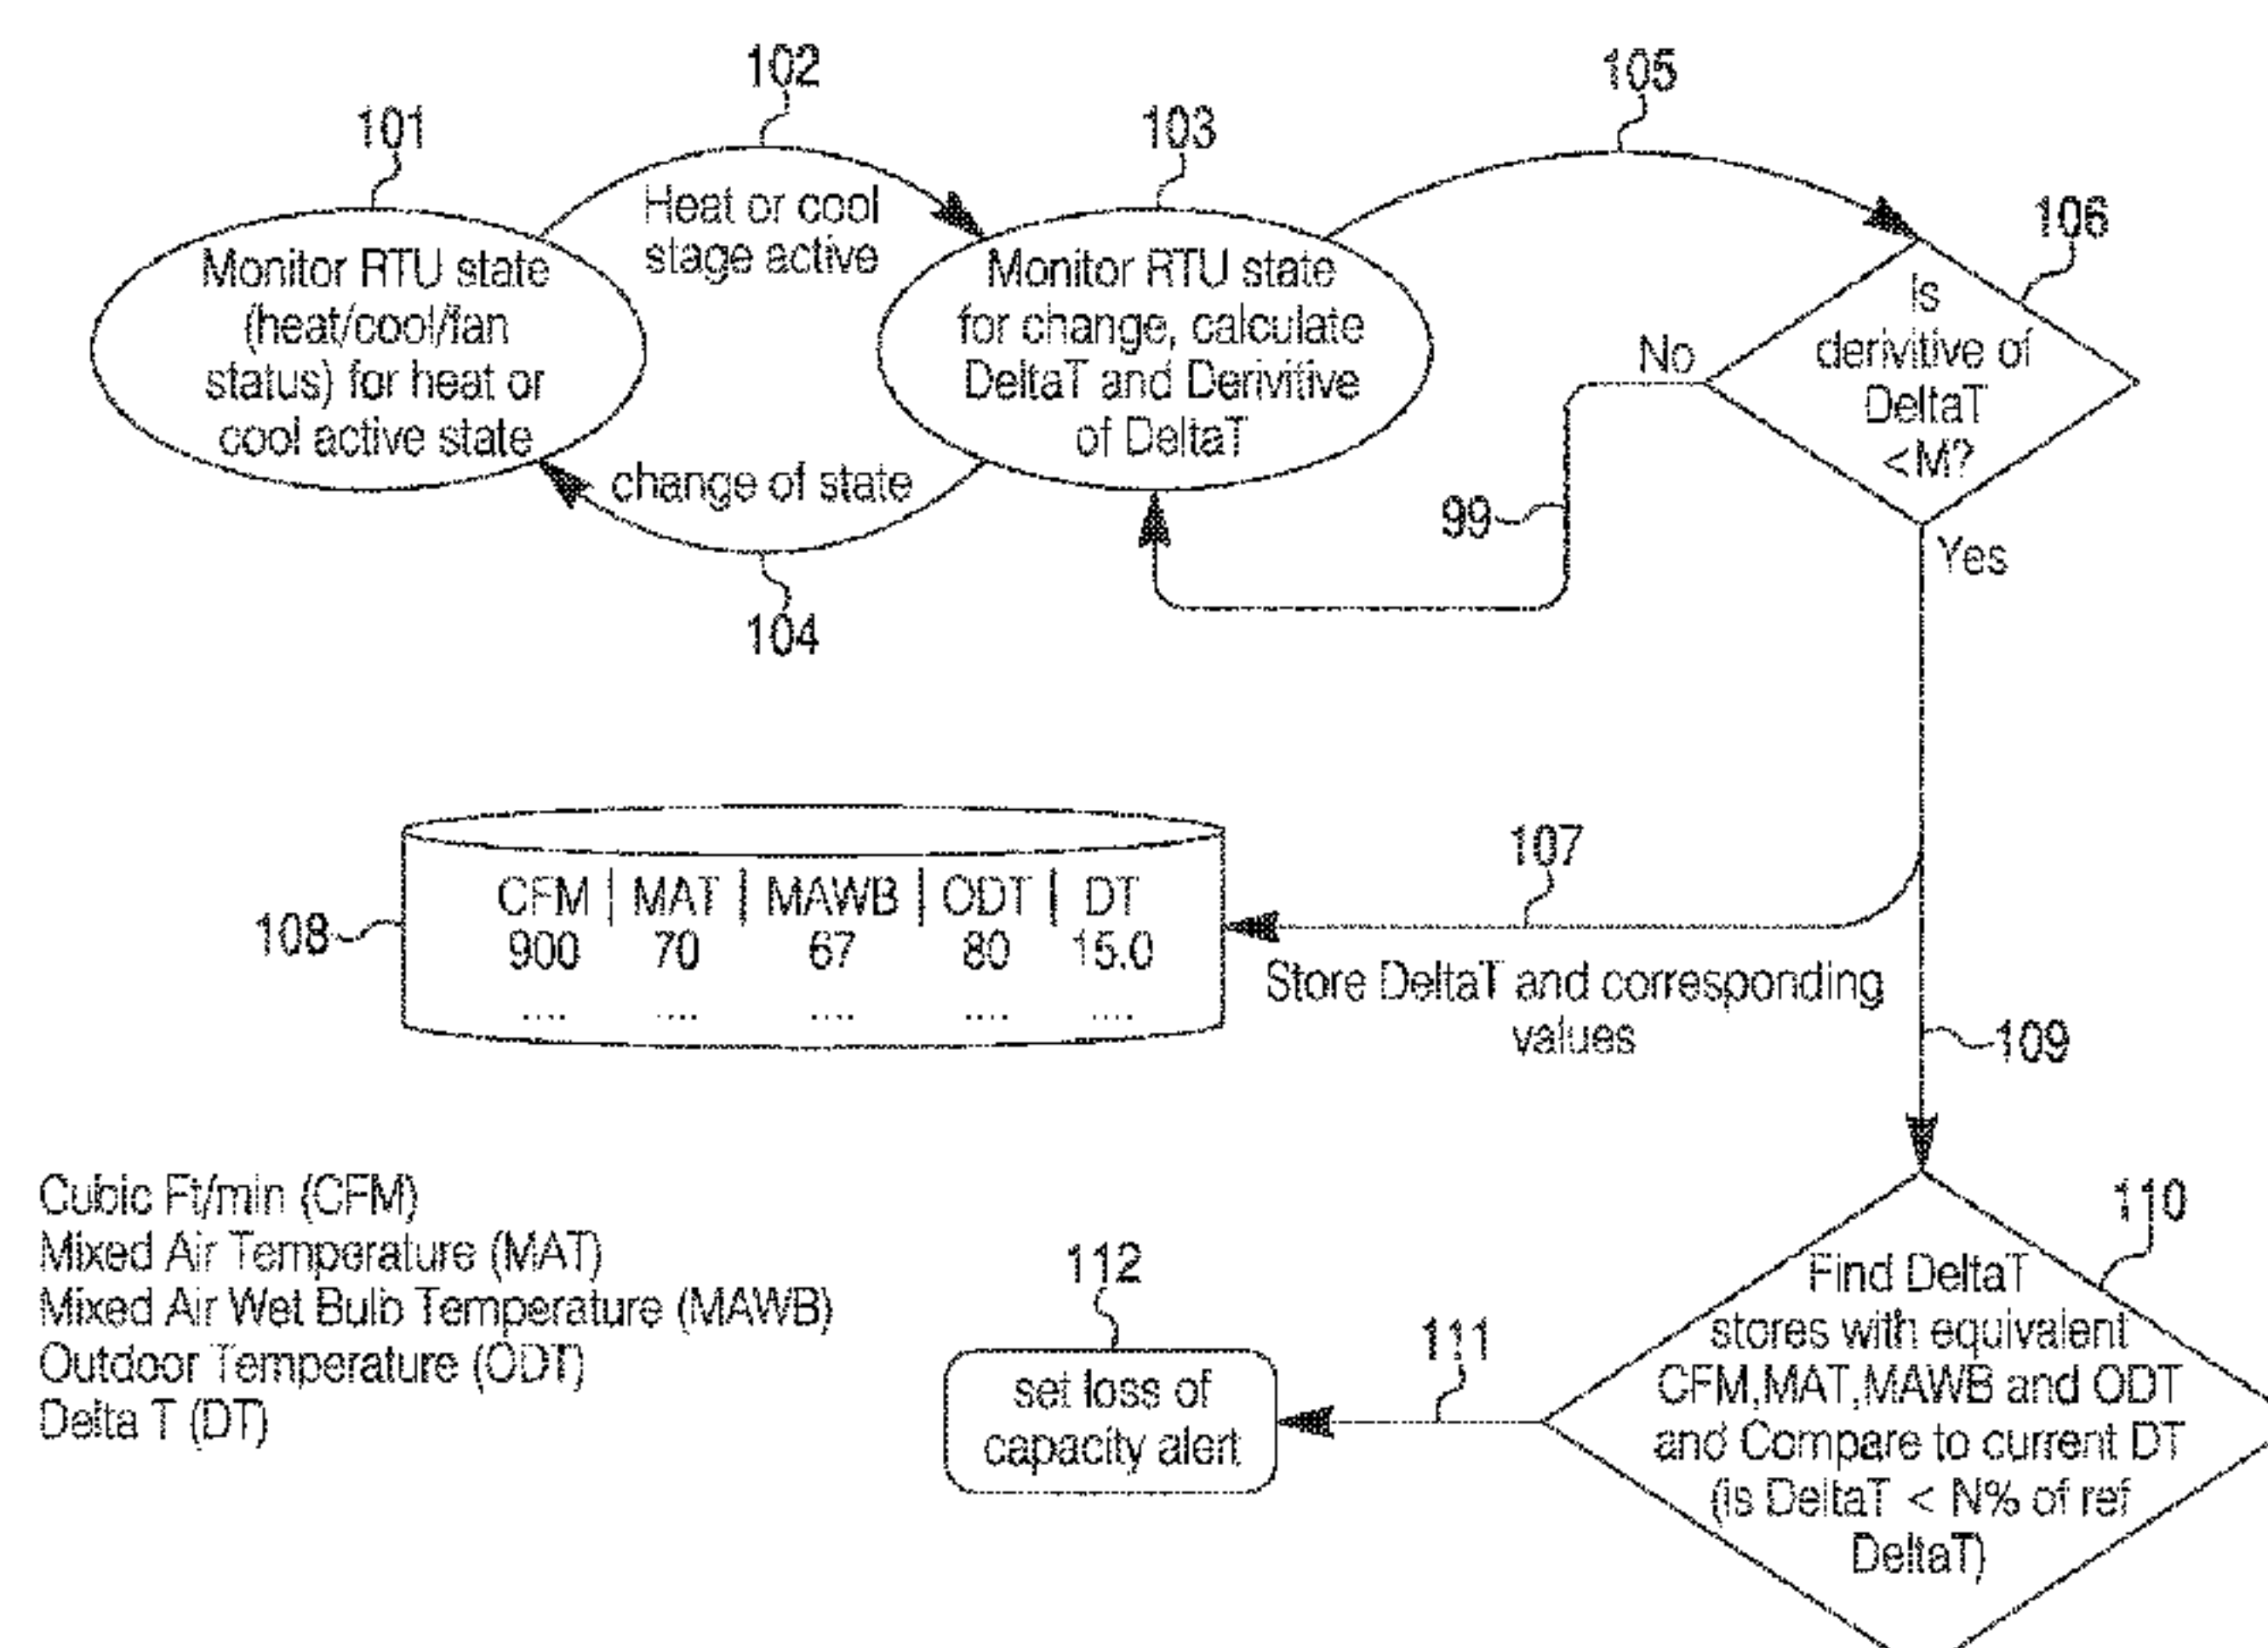 102
105
101
103
106
Heat or cool
stage active
Monitor RTU state
(heat/cool/fan
status) for heat or
cool active state
Monitor RTU state
for change, calculate
DeltaT and Derivitive
of DeltaT
Is
derivitive of
DeltaT
<M?
No
change of state
99
Yes
104
107
CFM | MAT | MAWB | ODT | DT
900 70 67 80 15.0
.... .... .... .... ....
108
Store DeltaT and corresponding
values
109
Cubic Ft/min (CFM)
Mixed Air Temperature (MAT)
Mixed Air Wet Bulb Temperature (MAWB)
Outdoor Temperature (ODT)
Delta T (DT)
110
112
111
set loss of
capacity alert
Find DeltaT
stores with equivalent
CFM,MAT,MAWB and ODT
and Compare to current DT
(is DeltaT < N% of ref
DeltaT)